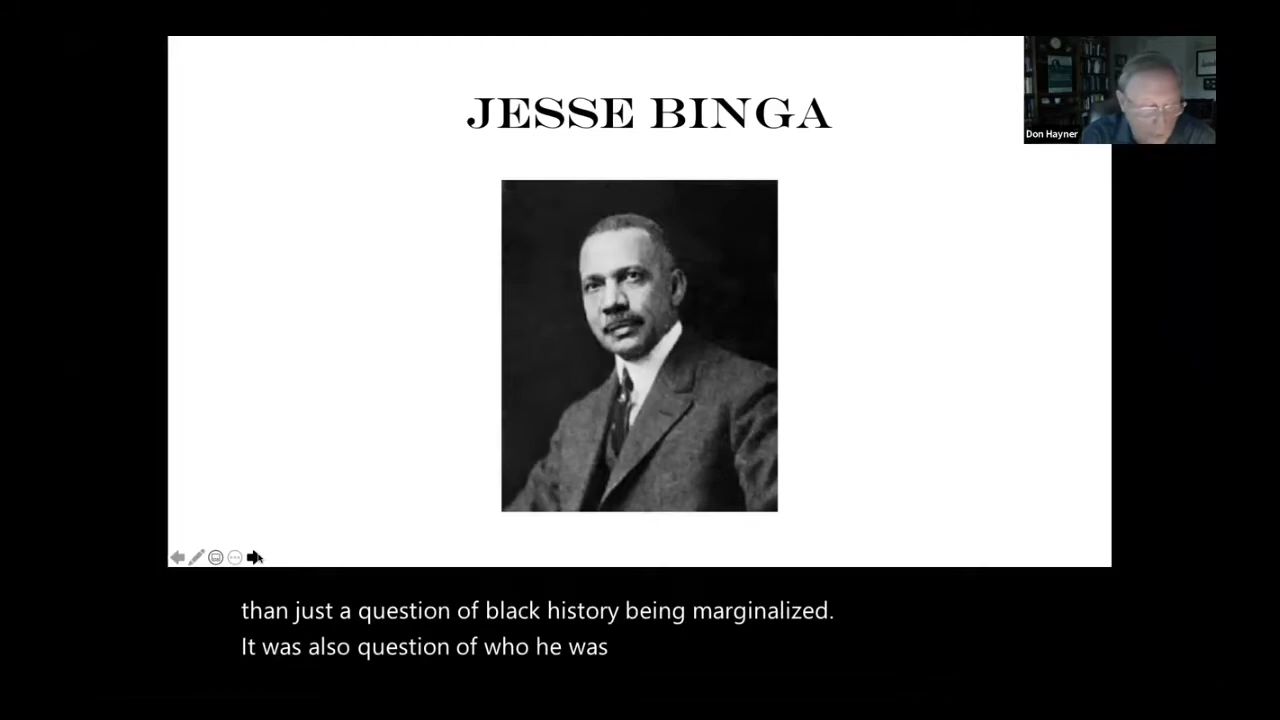 JESSE BINGA
Don Hayner
than just a question of black history being marginalized.
It was also question of who he was